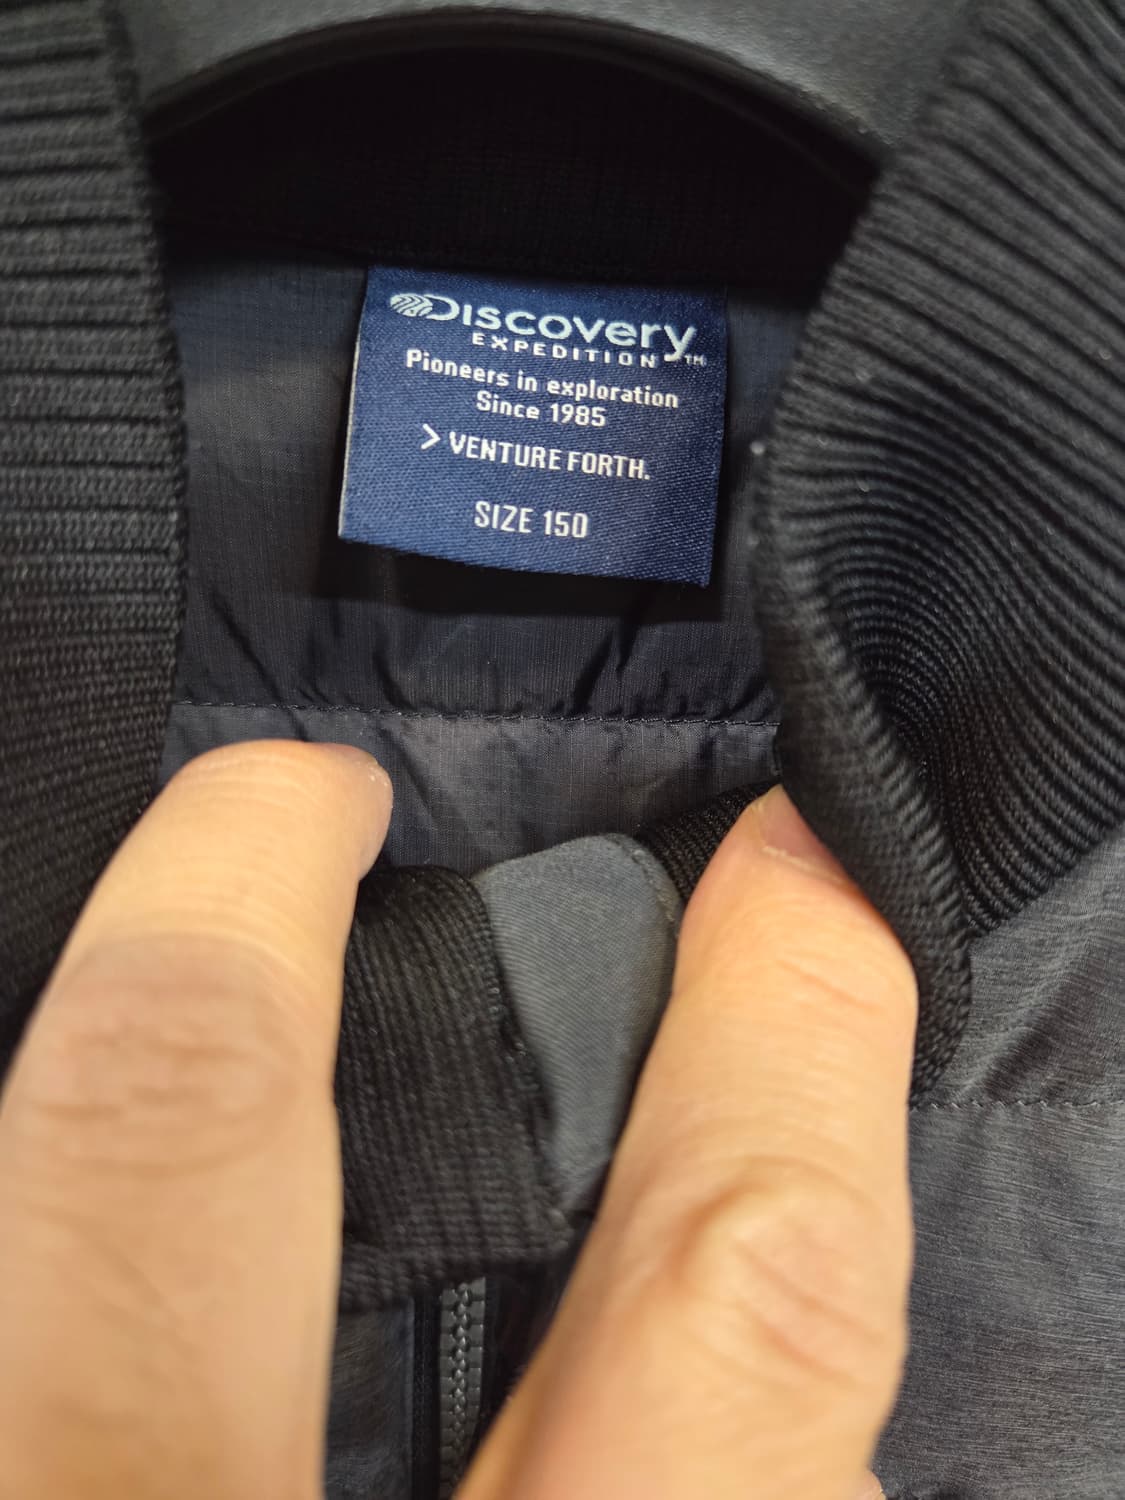 Discovery
EXPEDITION™
Pioneers in exploration
Since 1985
> VENTURE FORTH.
SIZE 150